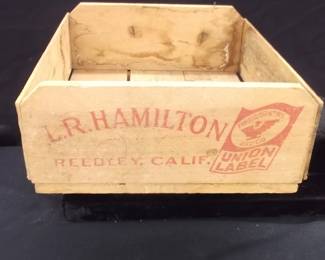 L.R. HAMILTON
REEDLEY, CALIF.
UNION
LABEL